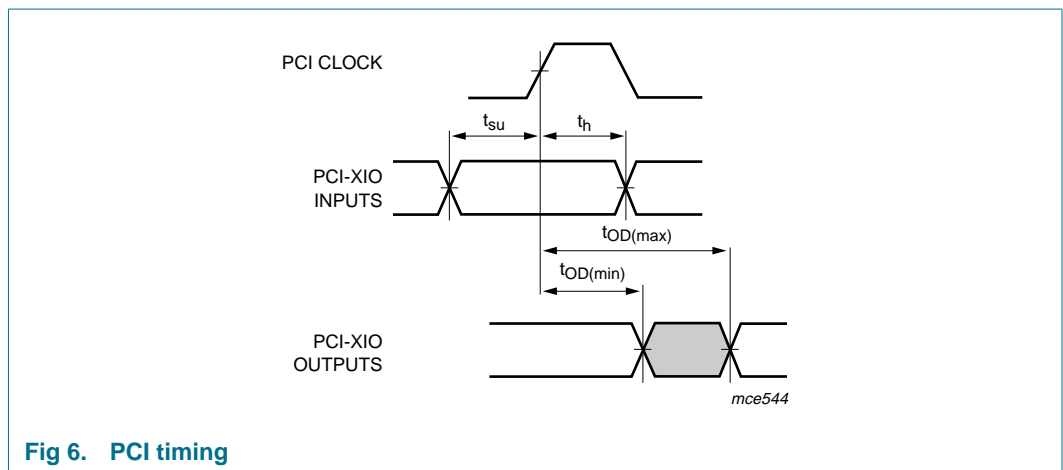 PCI CLOCK
tsu
th
PCI-XIO
INPUTS
tOD(max)
tOD(min)
PCI-XIO
OUTPUTS
mce544
Fig 6. PCI timing